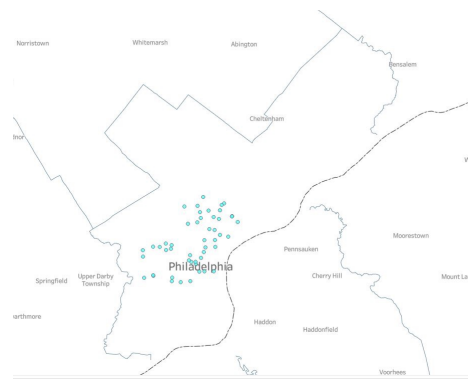 Norristown
Whitemarsh
Abington
Bensalem
Cheltenham
nor
W
Moorestown
Pennsauken
Philadelphia
Springfield
Upper Darby
Township
Cherry Hill
Mount La
arthmore
Haddon
Haddonfield
Voorhees